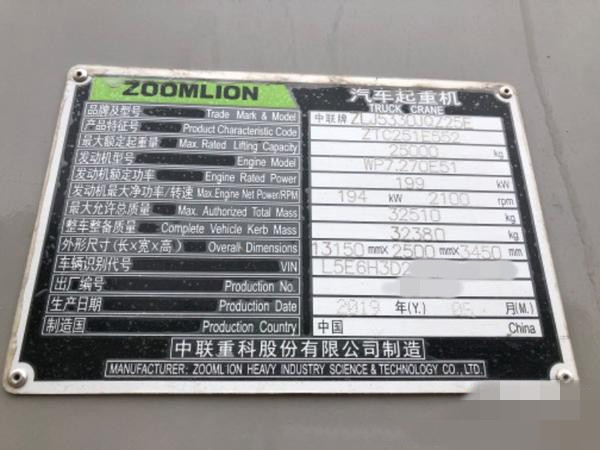 ZOOMLION 汽车起重机
TRUCK CRANE
品牌及型号 Trade Mark & Model 中联牌 ZLJ5330JQZ25E
产品特征号 Product Characteristic Code ZTC251E552
最大额定起重量 Max. Rated Lifting Capacity 25000 kg
发动机型号 Engine Model WP7.270E51
发动机额定功率 Engine Rated Power 199 kW
发动机最大净功率/转速 Max.Engine Net Power/RPM 194 kW 2100 rpm
最大允许总质量 Max. Authorized Total Mass 32510 kg
整车整备质量 Complete Vehicle Kerb Mass 32380 kg
外形尺寸(长×宽×高) Overall Dimensions 13150 mm× 2500 mm× 3450 mm
车辆识别代号 VIN L5E6H3D2
出厂编号 Production No.
生产日期 Production Date 2019 年(Y.) 05 月(M.)
制造国 Production Country 中国 China
中联重科股份有限公司制造
MANUFACTURER: ZOOMLION HEAVY INDUSTRY SCIENCE & TECHNOLOGY CO., LTD.